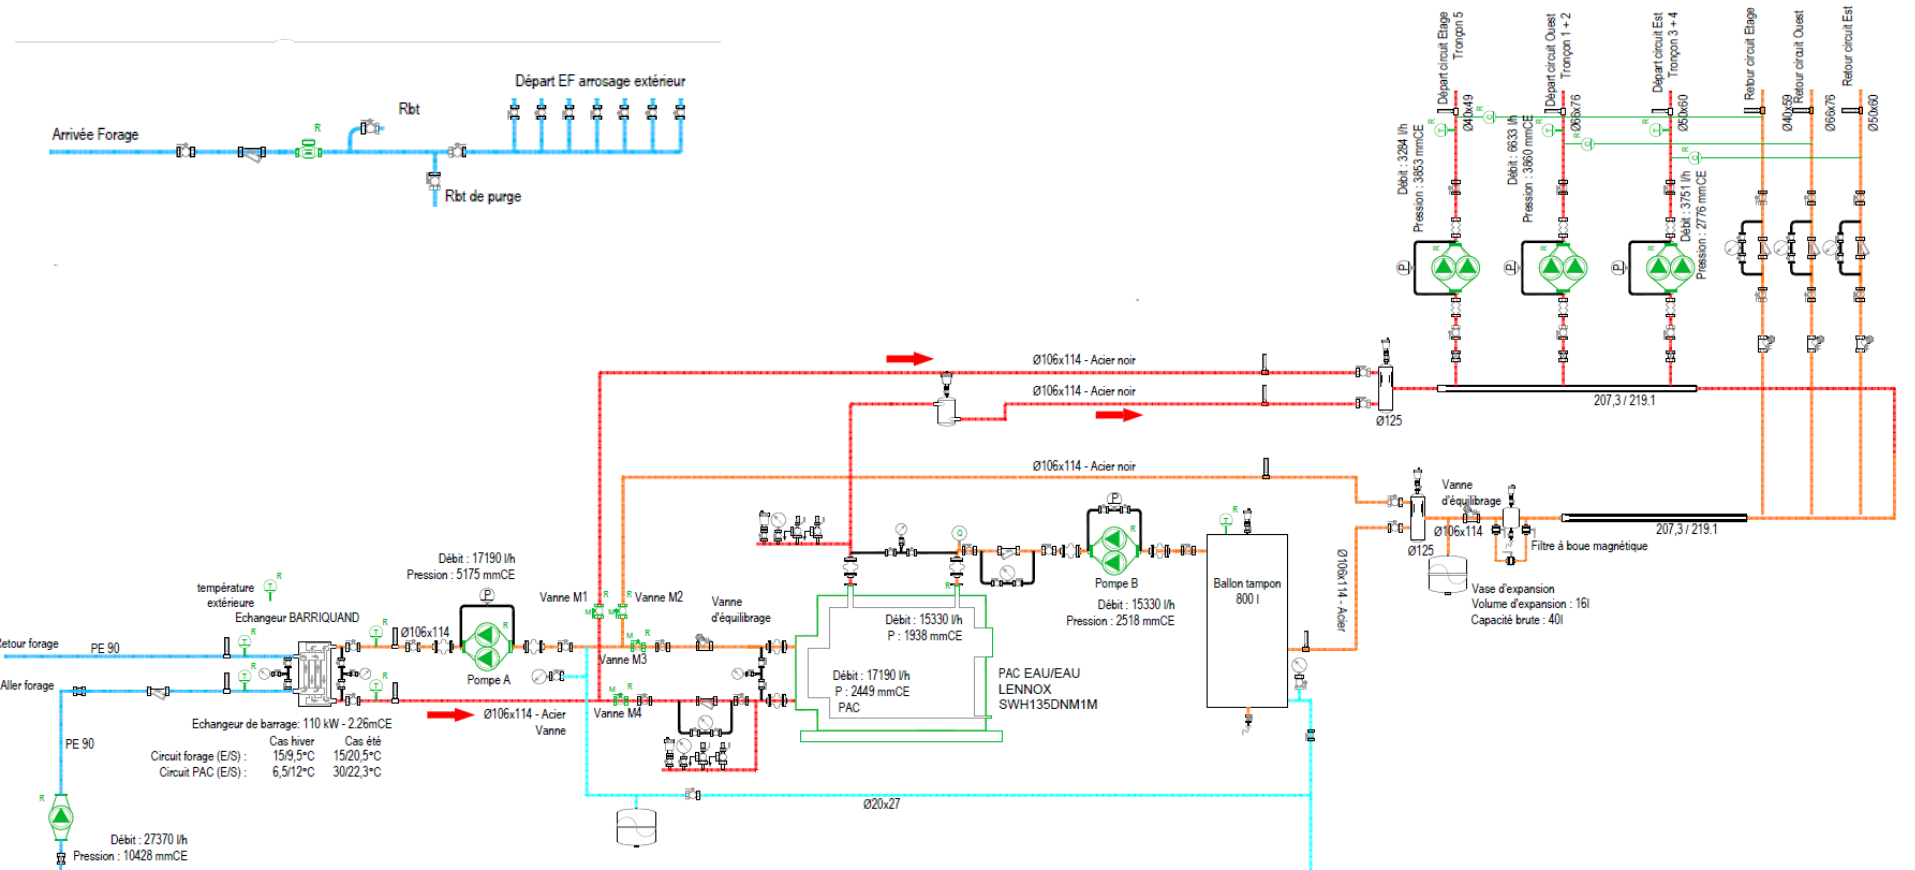 Départ EF arrosage extérieur
Rbt
Arrivée Forage
R
Rbt de purge
Départ circuit Etage
Tronçon 5
Départ circuit Ouest
Tronçon 1 + 2
Départ circuit Est
Tronçon 3 + 4
Retour circuit Etage
Retour circuit Ouest
Retour circuit Est
Ø40x49
Ø66x76
Ø50x60
Ø40x59
Ø66x76
Ø50x60
Débit : 3284 l/h
Pression : 3853 mmCE
Débit : 6633 l/h
Pression : 3860 mmCE
Débit : 3751 l/h
Pression : 2776 mmCE
Ø106x114 - Acier noir
Ø106x114 - Acier noir
Ø125
207,3 / 219.1
Ø106x114 - Acier noir
Vanne
d'équilibrage
Ø106x114
Ø125
207,3 / 219.1
Filtre à boue magnétique
Vase d'expansion
Volume d'expansion : 16l
Capacité brute : 40l
Ø106x114 - Acier
Débit : 17190 l/h
Pression : 5175 mmCE
température
extérieure
Echangeur BARRIQUAND
Ø106x114
Pompe A
Vanne M1
Vanne M2
Vanne M3
Vanne M4
Vanne
d'équilibrage
Débit : 15330 l/h
P : 1938 mmCE
Débit : 17190 l/h
P : 2449 mmCE
PAC
PAC EAU/EAU
LENNOX
SWH135DNM1M
Pompe B
Débit : 15330 l/h
Pression : 2518 mmCE
Ballon tampon
800 l
Retour forage
PE 90
Aller forage
PE 90
Ø106x114 - Acier
Vanne
Echangeur de barrage: 110 kW - 2.26mCE
Cas hiver Cas été
Circuit forage (E/S) : 15/9,5°C 15/20,5°C
Circuit PAC (E/S) : 6,5/12°C 30/22,3°C
Débit : 27370 l/h
Pression : 10428 mmCE
Ø20x27